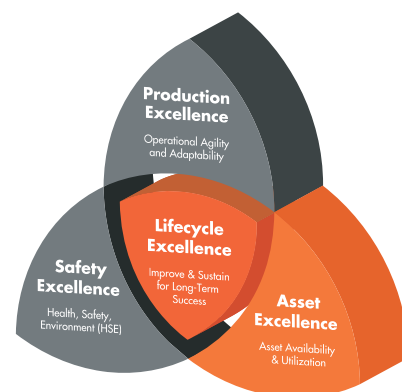 Production
Excellence
Operational Agility
and Adaptability
Lifecycle
Excellence
Improve & Sustain
for Long-Term
Success
Safety
Excellence
Health, Safety,
Environment (HSE)
Asset
Excellence
Asset Availability
& Utilization